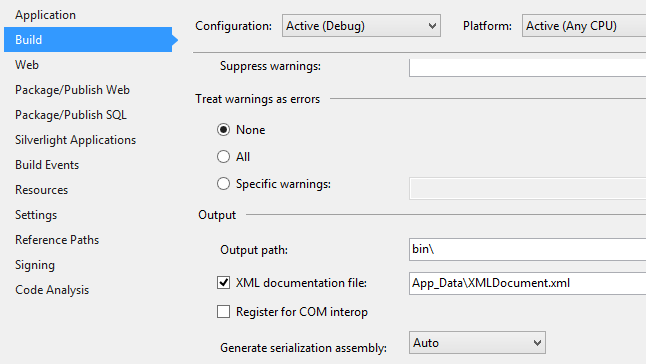 Application
Build
Web
Package/Publish Web
Package/Publish SQL
Silverlight Applications
Build Events
Resources
Settings
Reference Paths
Signing
Code Analysis
Configuration: Active (Debug) Platform: Active (Any CPU)
Suppress warnings:
Treat warnings as errors
None
All
Specific warnings:
Output
Output path: bin\
XML documentation file: App_Data\XMLDocument.xml
Register for COM interop
Generate serialization assembly: Auto